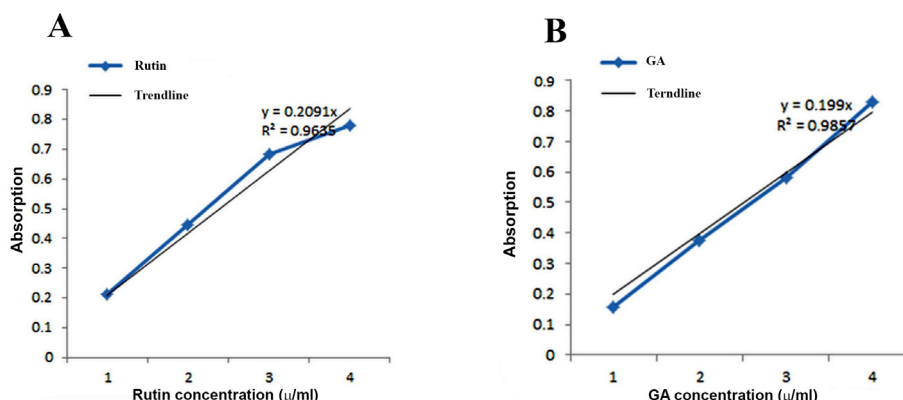 A
Rutin
Trendline
y = 0.2091x
R² = 0.9635
0.9
0.8
0.7
0.6
0.5
0.4
0.3
0.2
0.1
0
Absorption
1 2 3 4
Rutin concentration (µ/ml)
B
GA
Terndline
y = 0.199x
R² = 0.9857
0.9
0.8
0.7
0.6
0.5
0.4
0.3
0.2
0.1
0
Absorption
1 2 3 4
GA concentration (µ/ml)